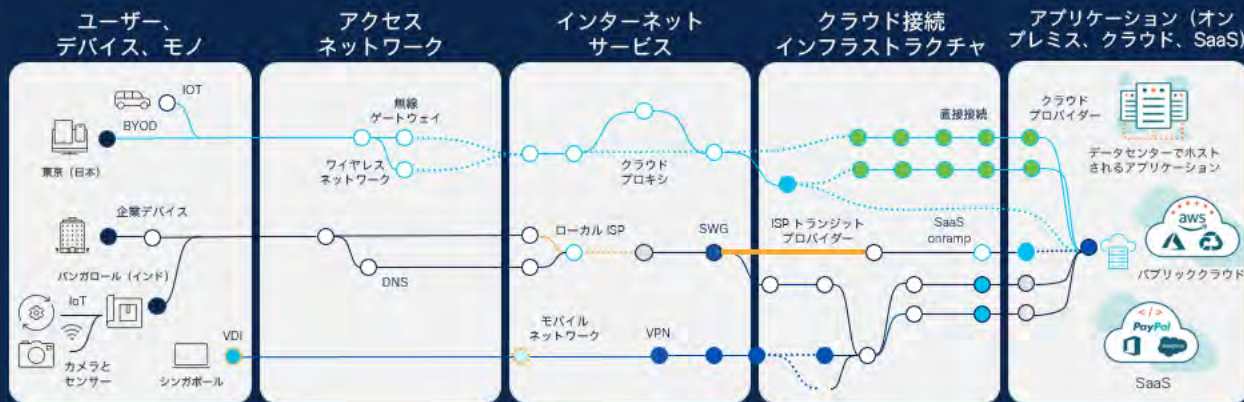 ユーザー、
デバイス、モノ
アクセス
ネットワーク
インターネット
サービス
クラウド接続
インフラストラクチャ
アプリケーション（オン
プレミス、クラウド、SaaS)
IOT
BYOD
東京（日本）
企業デバイス
バンガロール（インド）
IoT
カメラと
センサー
VDI
シンガポール
無線
ゲートウェイ
ワイヤレス
ネットワーク
DNS
クラウド
プロキシ
ローカル ISP
SWG
モバイル
ネットワーク
VPN
直接接続
ISP トランジット
プロバイダー
SaaS
onramp
クラウド
プロバイダー
データセンターでホスト
されるアプリケーション
aws
パブリッククラウド
</>
PayPal
SaaS